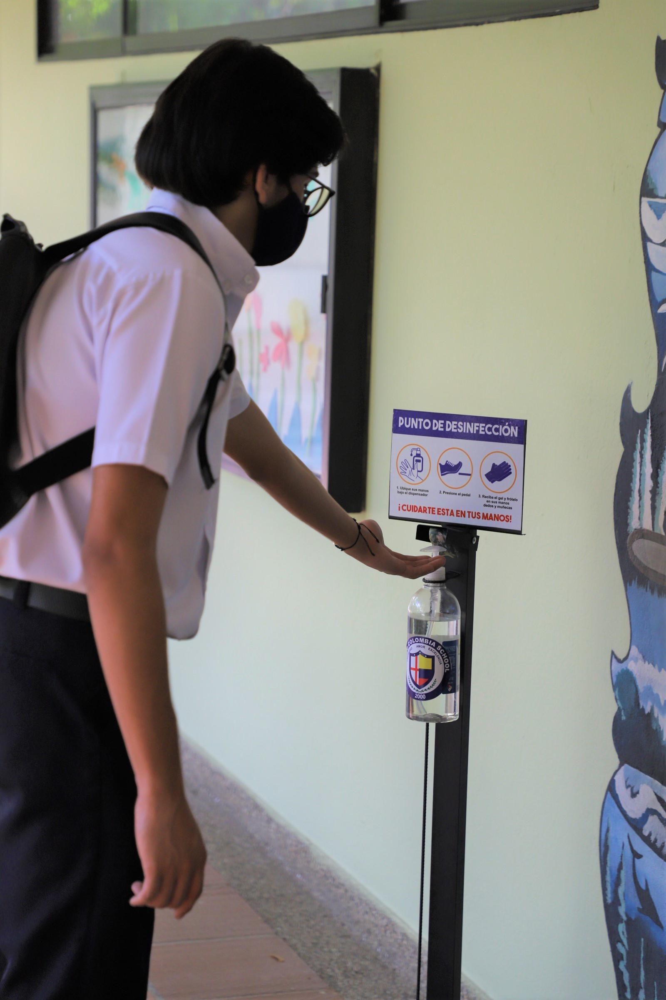 PUNTO DE DESINFECCIÓN
1. Ubique sus manos
bajo el dispensador
2. Presione el pedal
3. Reciba el gel y frótelo
en sus manos
dedos y muñecas
¡CUIDARTE ESTA EN TUS MANOS!
COLOMBIA SCHOOL
AMOR EXCELENCIA
2000